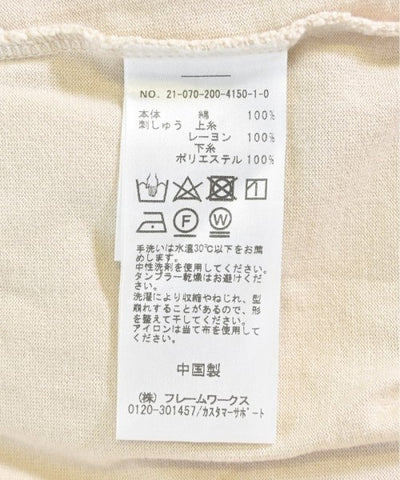 NO. 21-070-200-4150-1-0
本体 綿 100%
刺しゅう 上糸
レーヨン 100%
下糸
ポリエステル 100%
F W
手洗いは水温30℃以下をお薦
めします。
中性洗剤を使用してください。
タンブラー乾燥はお避けください。
洗濯により収縮やねじれ、型
崩れすることがあるので、形
を整えて干してください。
アイロンは当て布を使用して
ください。
中国製
(株) フレームワークス
0120-301457/カスタマーサポート